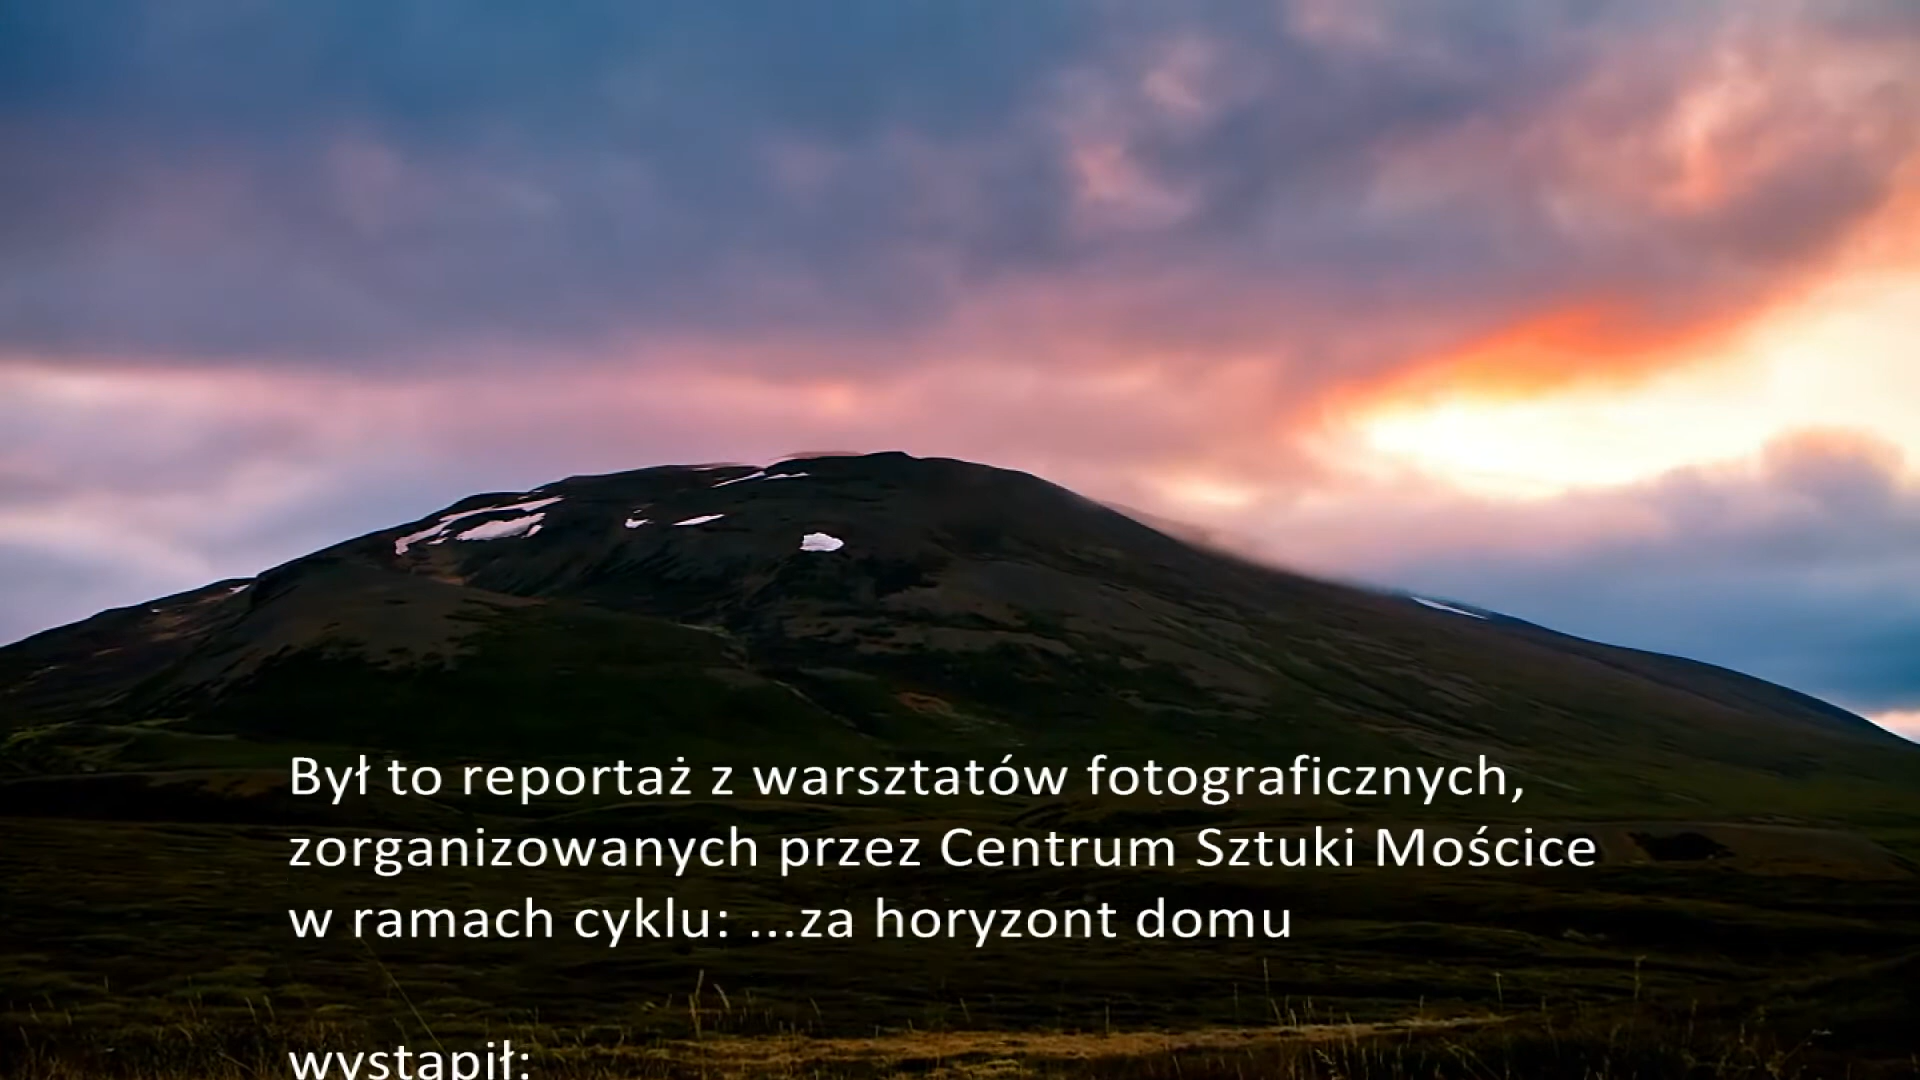 Był to reportaż z warsztatów fotograficznych,
zorganizowanych przez Centrum Sztuki Mościce
w ramach cyklu: ...za horyzont domu
wystąpił: